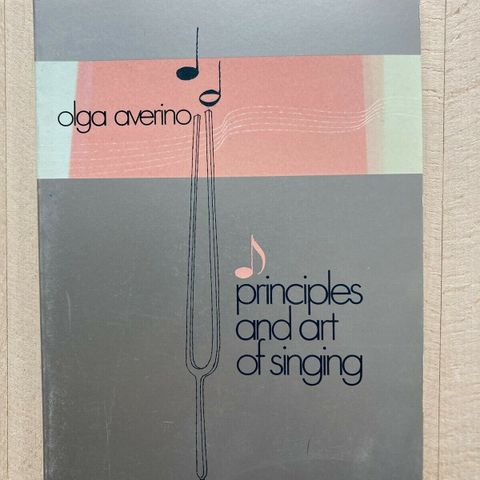 olga averino
principles
and art
of singing